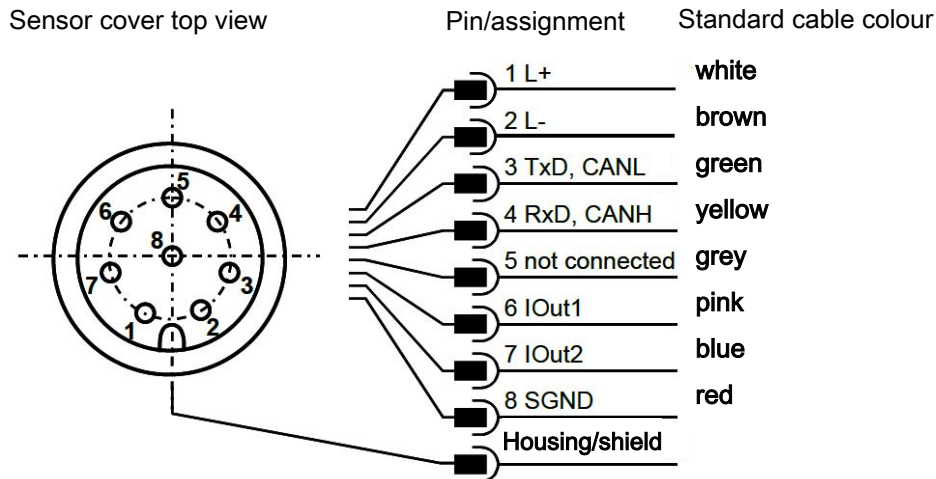 Sensor cover top view
Pin/assignment
Standard cable colour
1 L+ white
2 L- brown
3 TxD, CANL green
4 RxD, CANH yellow
5 not connected grey
6 IOut1 pink
7 IOut2 blue
8 SGND red
Housing/shield
5
6
4
8
7
3
1
2